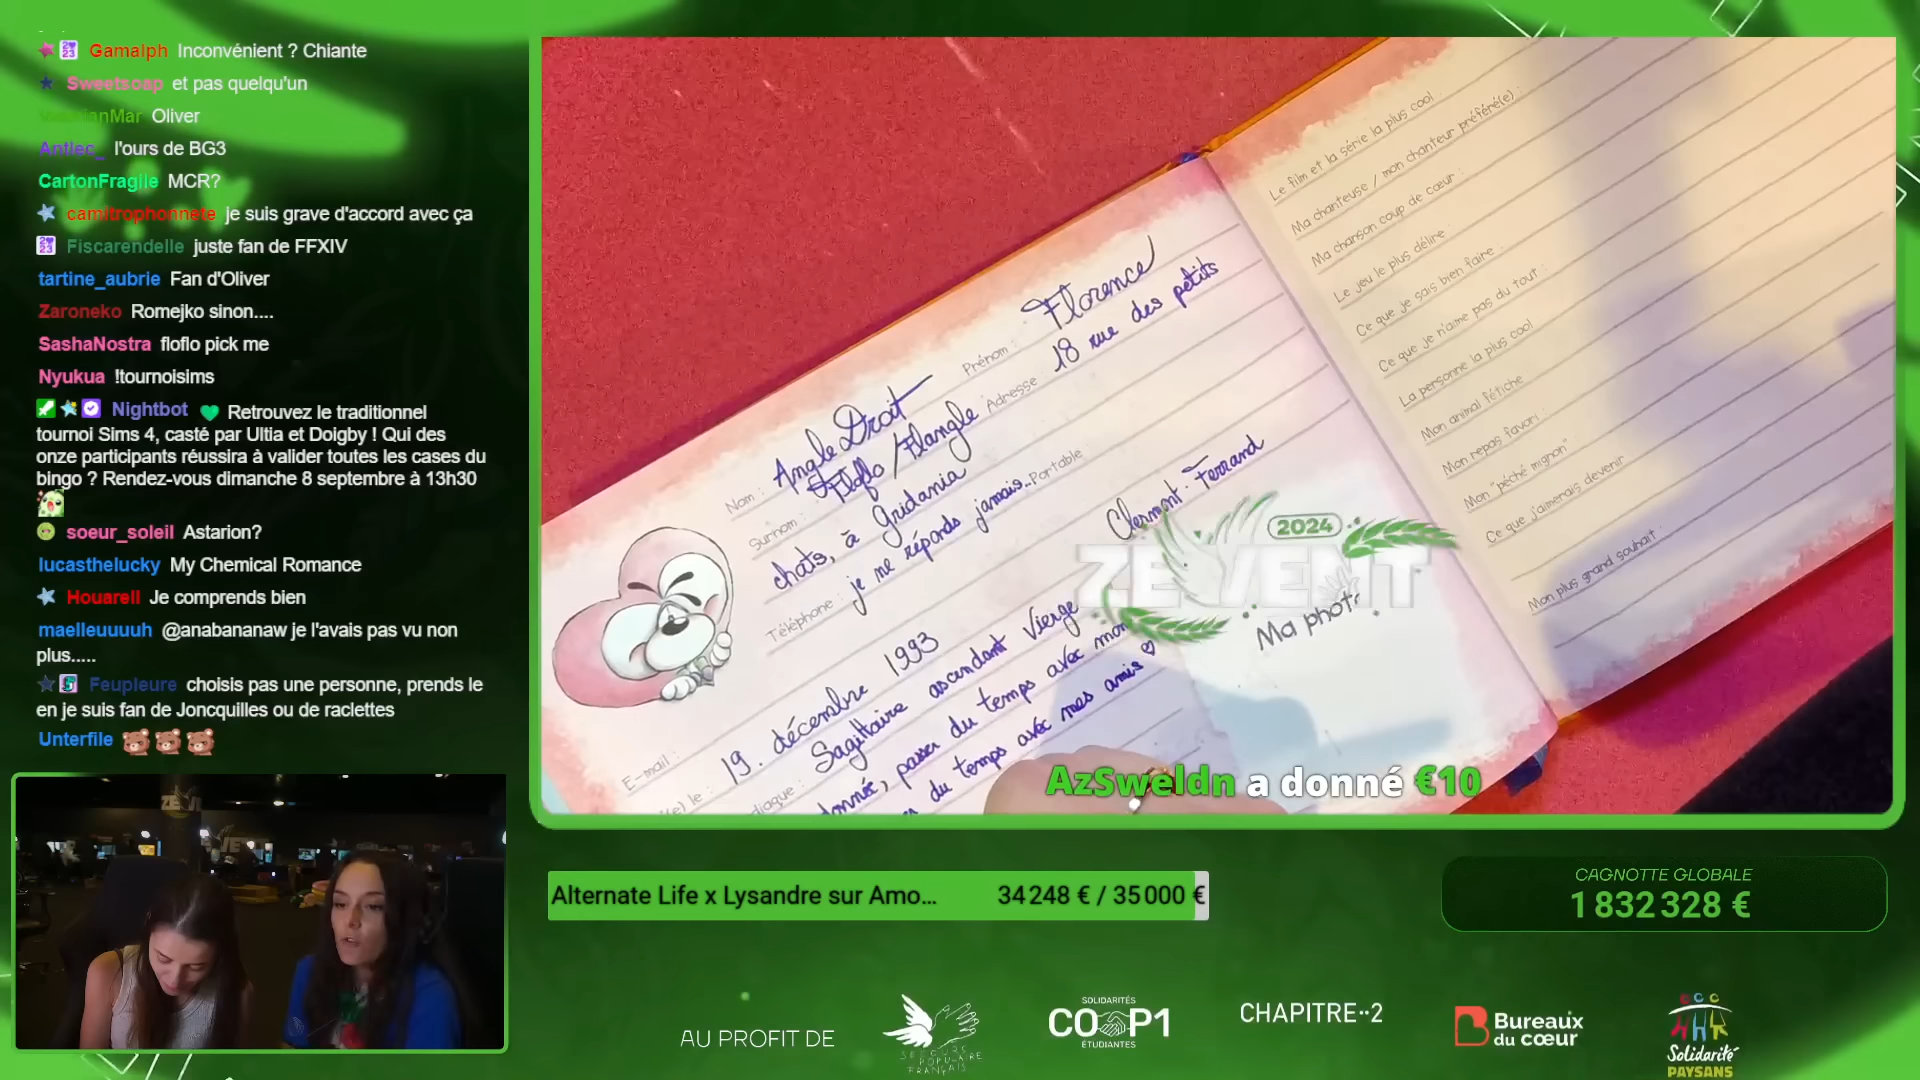 Gamalph Inconvénient ? Chiante
Sweetsoap et pas quelqu'un
Oliver
Antlec_ l'ours de BG3
CartonFragile MCR?
camitrophonnete je suis grave d'accord avec ça
Fiscarendelle juste fan de FFXIV
tartine_aubrie Fan d'Oliver
Zaroneko Romejko sinon....
SashaNostra floflo pick me
Nyukua !tournoisims
Nightbot Retrouvez le traditionnel
tournoi Sims 4, casté par Ultia et Doigby ! Qui des
onze participants réussira à valider toutes les cases du
bingo ? Rendez-vous dimanche 8 septembre à 13h30
soeur_soleil Astarion?
lucasthelucky My Chemical Romance
Houarell Je comprends bien
maelleuuuuh @anabananaw je l'avais pas vu non
plus.....
Feupleure choisis pas une personne, prends le
en je suis fan de Joncquilles ou de raclettes
Unterfile
Nom : Angle Droit
Prénom : Florence
Surnom : Floflo / Flangle
Adresse : 18 rue des petits
chats, à Gridania
Téléphone : je ne réponds jamais..
Portable
Clermont-Ferrand
E-mail :
19 décembre 1993
Sagittaire ascendant Vierge
passer du temps avec mon
du temps avec mes amis ♡
Ma photo
Le film et la série la plus cool :
Ma chanteuse / mon chanteur préféré(e) :
Ma chanson coup de cœur :
Le jeu le plus délire
Ce que je sais bien faire :
Ce que je n'aime pas du tout :
La personne la plus cool
Mon animal fétiche
Mon repas favori :
Mon "péché mignon" :
Ce que j'aimerais devenir
Mon plus grand souhait :
2024
ZEVENT
AzSweldn a donné €10
Alternate Life x Lysandre sur Amo... 34 248 € / 35 000 €
CAGNOTTE GLOBALE
1 832 328 €
AU PROFIT DE
SECOURS
POPULAIRE
FRANÇAIS
SOLIDARITÉS
COP1
ÉTUDIANTES
CHAPITRE··2
Bureaux
du cœur
Solidarité
PAYSANS